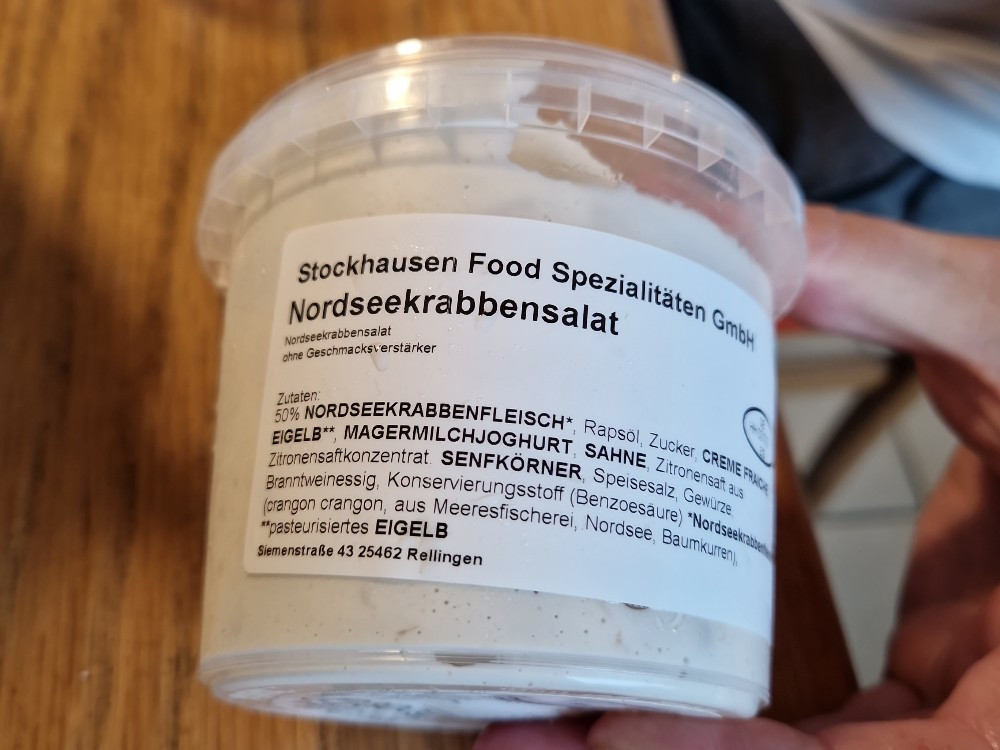 Stockhausen Food Spezialitäten GmbH
Nordseekrabbensalat
Nordseekrabbensalat
ohne Geschmacksverstärker
Zutaten:
50% NORDSEEKRABBENFLEISCH*, Rapsöl, Zucker, CREME FRAICHE
EIGELB**, MAGERMILCHJOGHURT, SAHNE, Zitronensaft aus
Zitronensaftkonzentrat, SENFKÖRNER, Speisesalz, Gewürze,
Branntweinessig, Konservierungsstoff (Benzoesäure)
(crangon crangon, aus Meeresfischerei, Nordsee, Baumkurren),
**pasteurisiertes EIGELB
Siemenstraße 43 25462 Rellingen